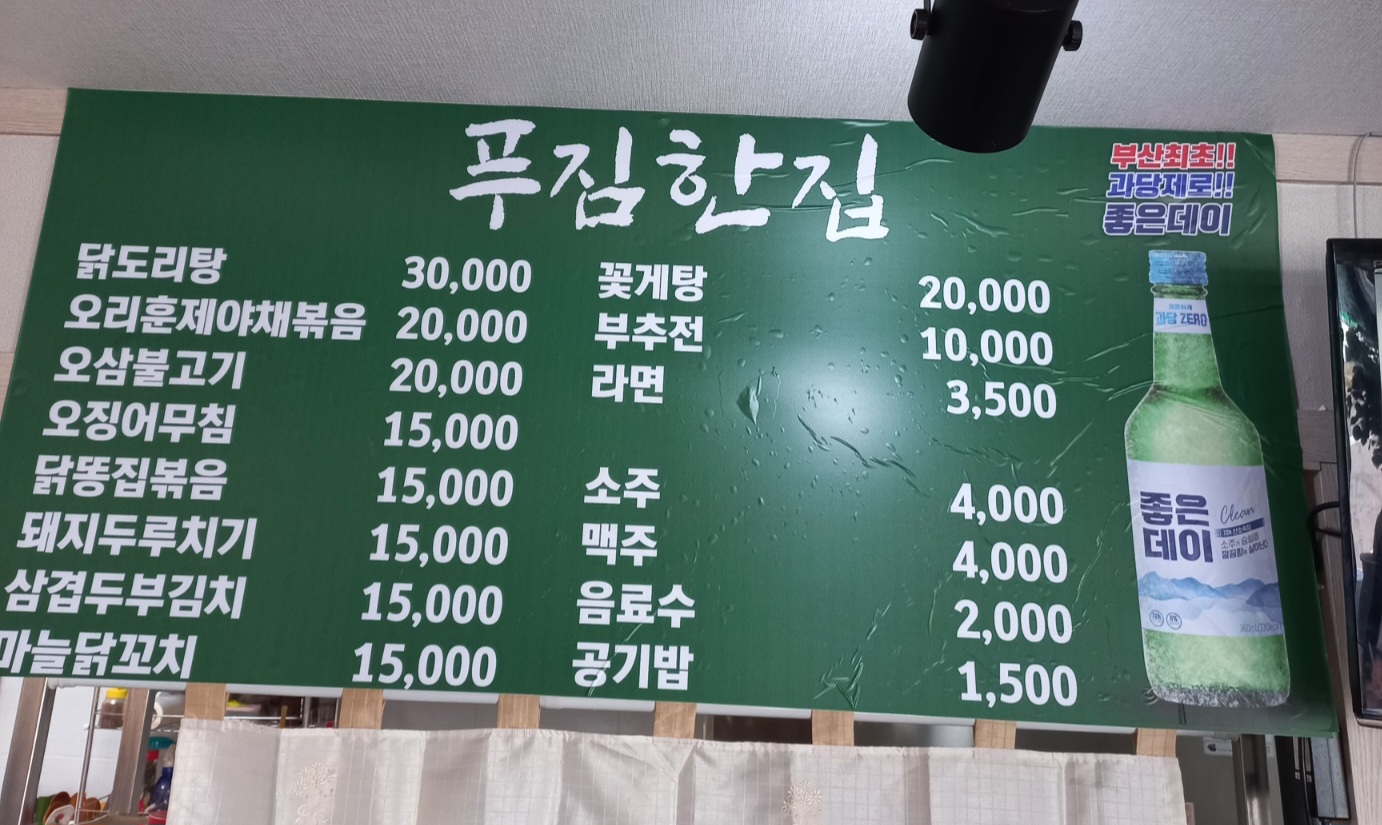 푸짐한집
부산최초!!
과당제로!!
좋은데이
닭도리탕 30,000
오리훈제야채볶음 20,000
오삼불고기 20,000
오징어무침 15,000
닭똥집볶음 15,000
돼지두루치기 15,000
삼겹두부김치 15,000
마늘닭꼬치 15,000
꽃게탕 20,000
부추전 10,000
라면 3,500
소주 4,000
맥주 4,000
음료수 2,000
공기밥 1,500
과당 ZERO
좋은
데이
Clean